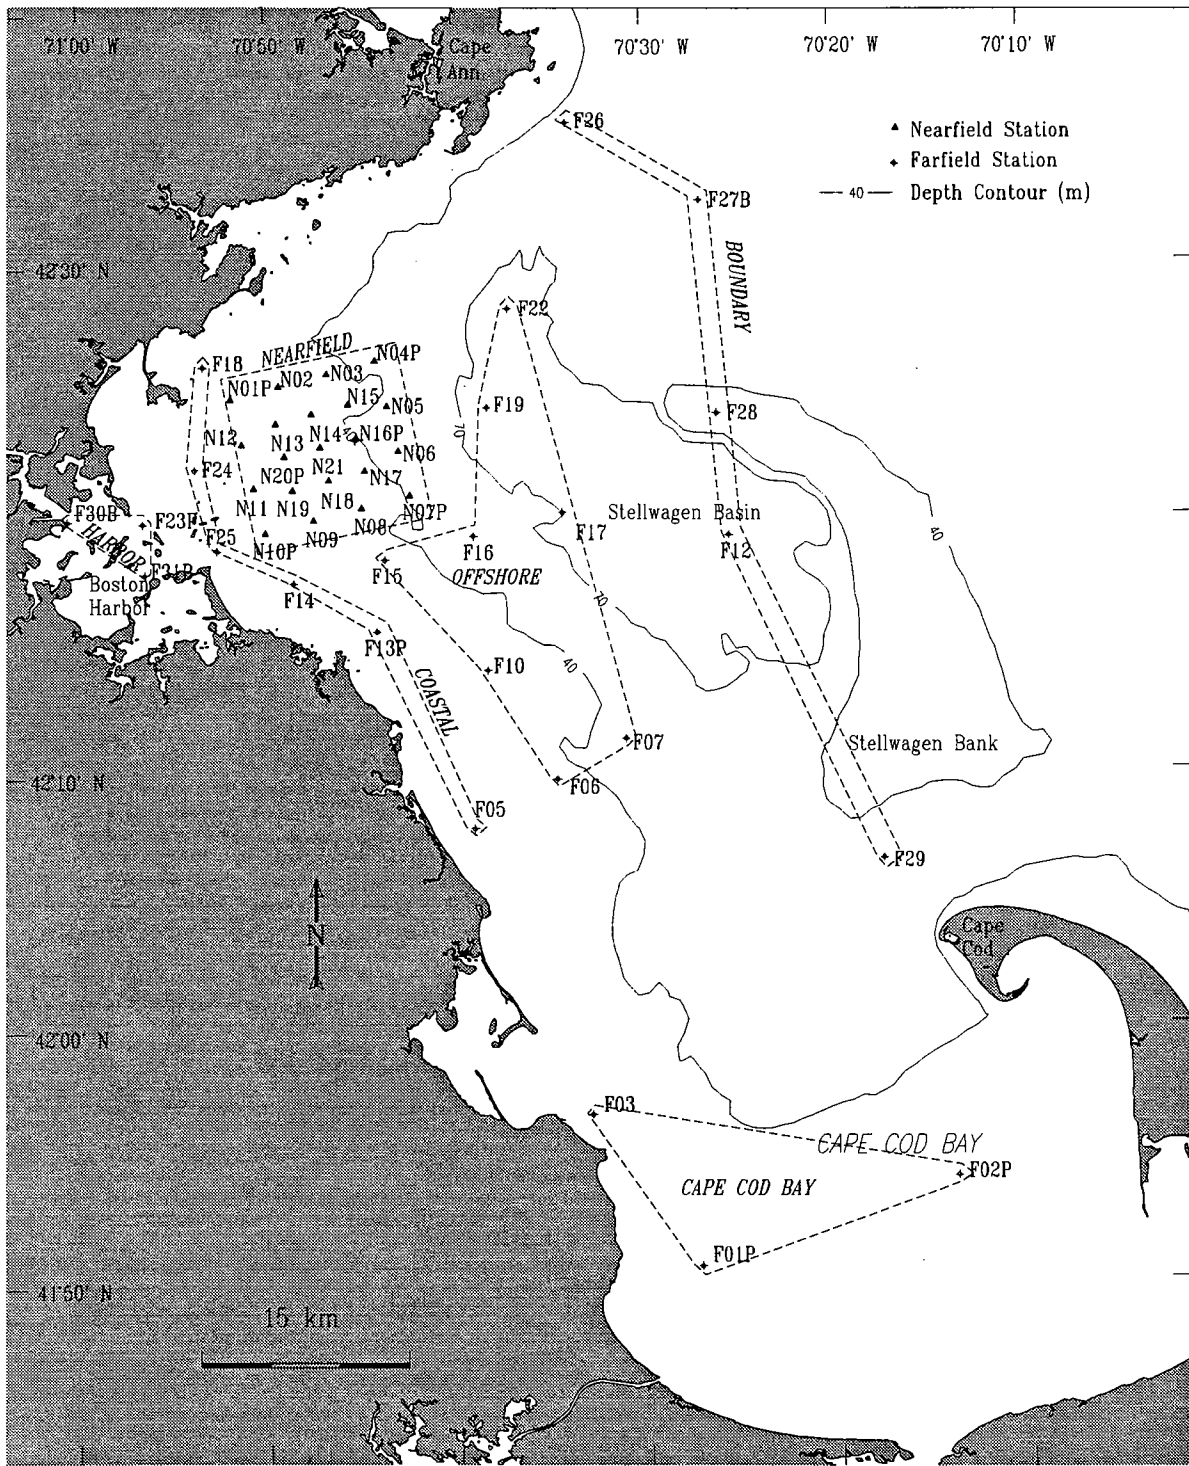 71°00' W
70°50' W
70°30' W
70°20' W
70°10' W
Cape
Ann
F26
▲ Nearfield Station
+ Farfield Station
— 40 — Depth Contour (m)
F27B
BOUNDARY
42°30' N
F22
NEARFIELD
F18
N04P
N03
N02
N01P
N15
N05
F19
F28
70
N12
N13
N14
40
N16P
N06
F24
N20P
N21
N17
N11
N19
N18
N07P
Stellwagen Basin
F17
40
F30B
F23P
F25
N10P
N09
N08
F16
F12
HARBOR
F31B
F15
OFFSHORE
Boston
Harbor
F14
70
F13P
F10
40
COASTAL
F07
Stellwagen Bank
42°10' N
F06
F05
F29
N
Cape
Cod
42°00' N
F03
CAPE COD BAY
F02P
CAPE COD BAY
F01P
41°50' N
15 km